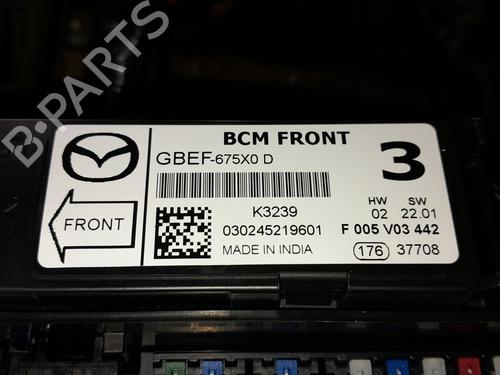 B-PARTS
BCM FRONT
GBEF-675X0 D
3
FRONT
K3239
030245219601
MADE IN INDIA
HW SW
02 22.01
F 005 V03 442
176 37708